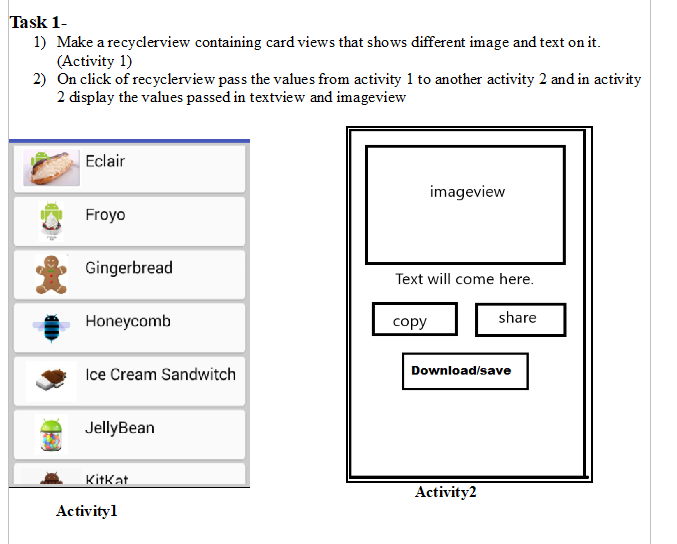 Task 1-
1) Make a recyclerview containing card views that shows different image and text on it.
(Activity 1)
2) On click of recyclerview pass the values from activity 1 to another activity 2 and in activity
2 display the values passed in textview and imageview
Eclair
Froyo
Gingerbread
Honeycomb
Ice Cream Sandwitch
JellyBean
KitKat
Activity1
imageview
Text will come here.
copy
share
Download/save
Activity2